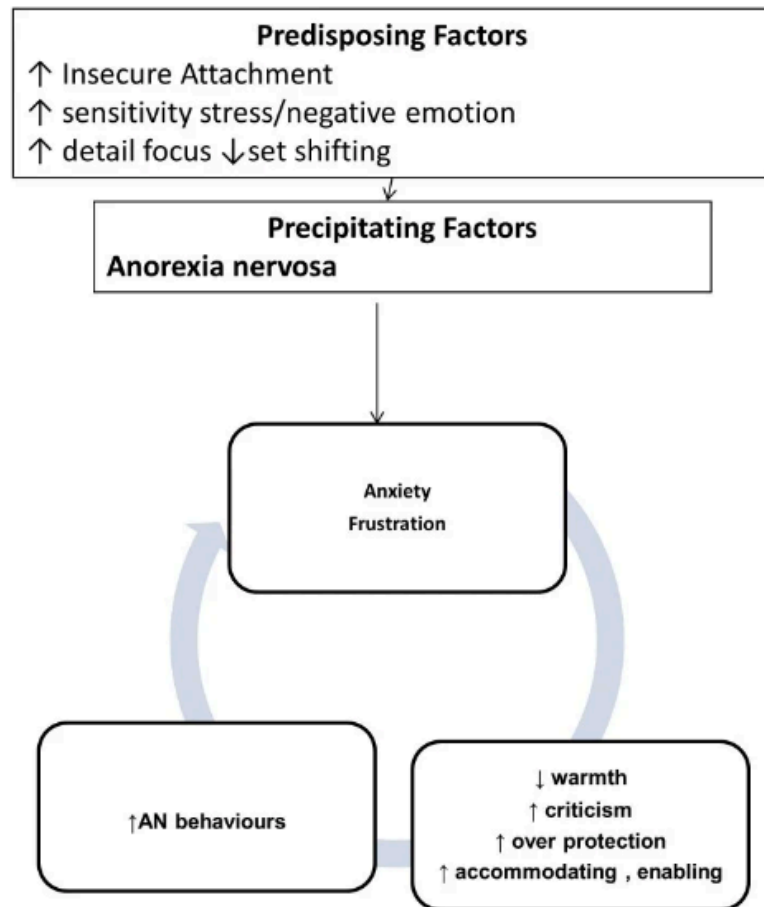 Predisposing Factors
↑ Insecure Attachment
↑ sensitivity stress/negative emotion
↑ detail focus ↓set shifting
Precipitating Factors
Anorexia nervosa
Anxiety
Frustration
↓ warmth
↑ criticism
↑ over protection
↑ accommodating , enabling
↑AN behaviours